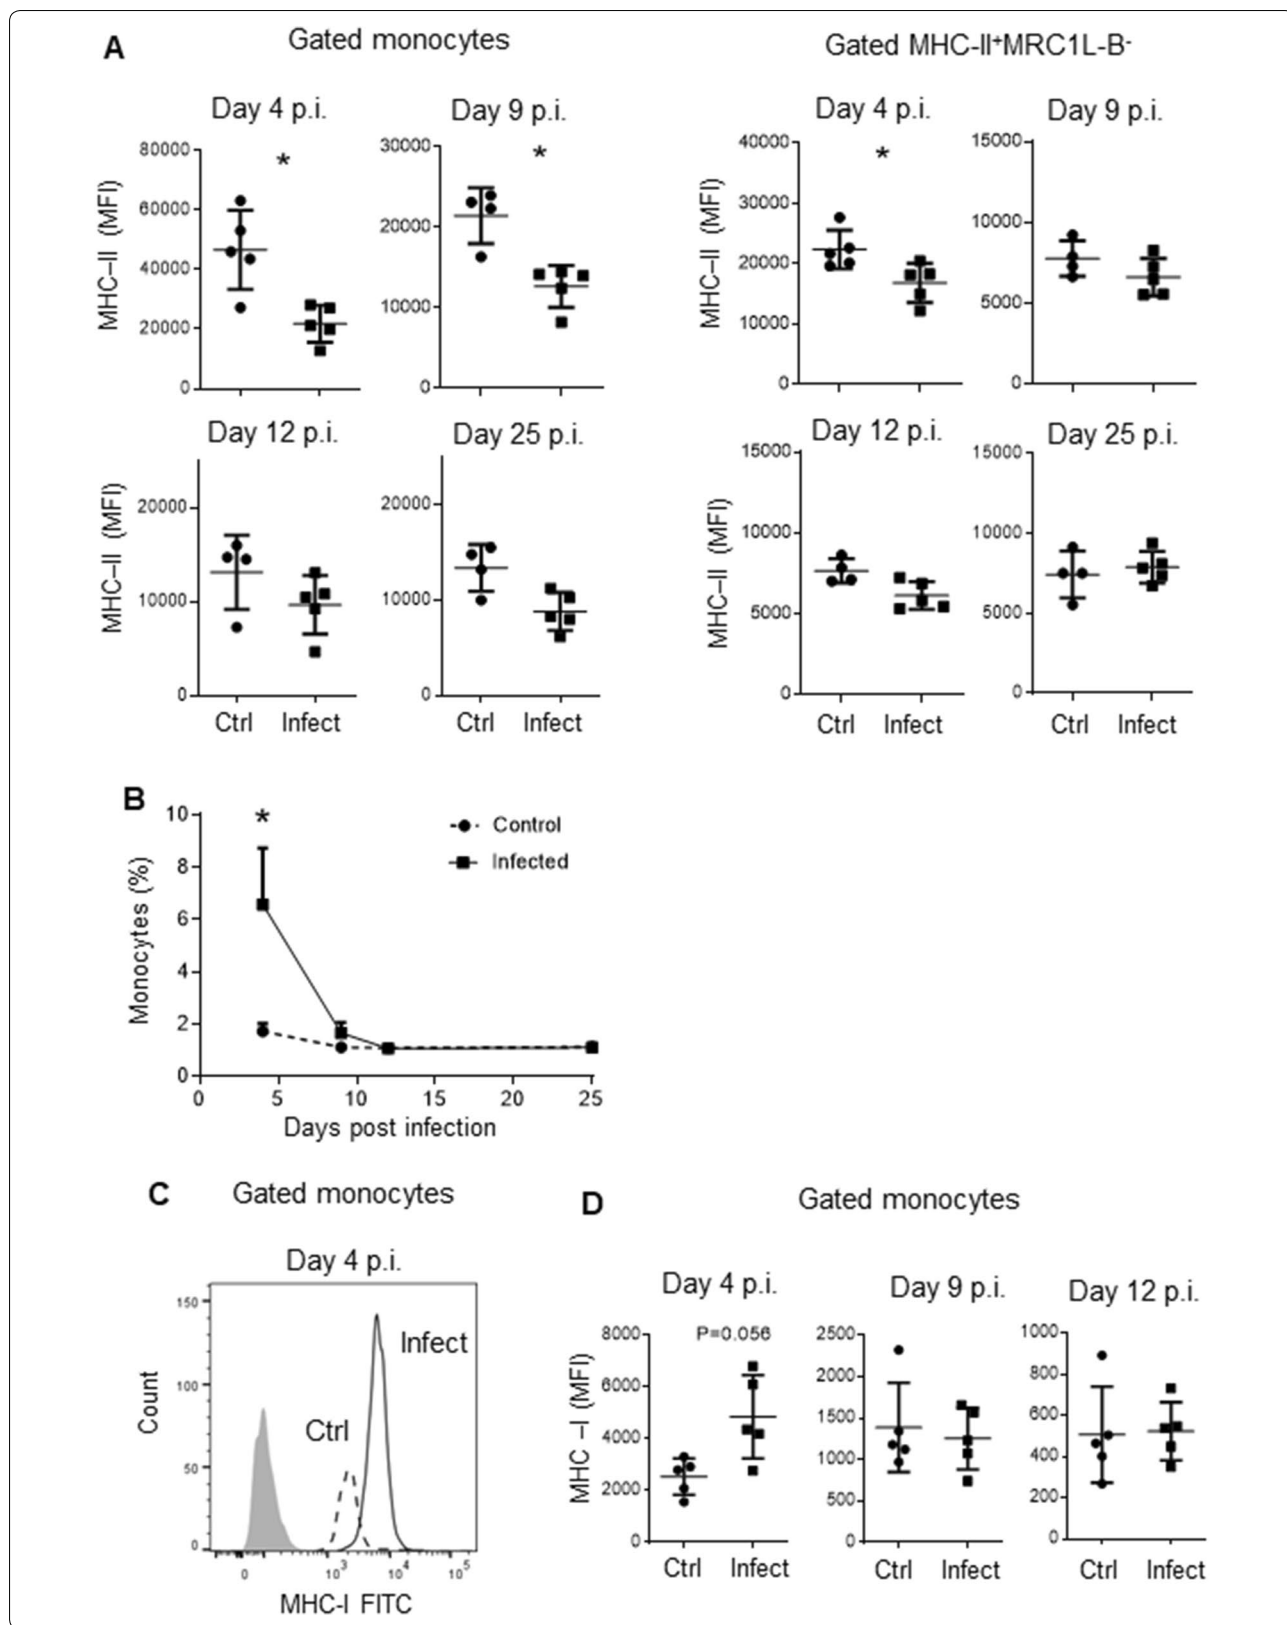 A
Gated monocytes
Gated MHC-II+MRC1L-B-
Day 4 p.i.
Day 9 p.i.
Day 4 p.i.
Day 9 p.i.
MHC–II (MFI)
80000
60000
40000
20000
0
*
30000
20000
10000
0
*
MHC–II (MFI)
40000
30000
20000
10000
0
*
15000
10000
5000
0
Day 12 p.i.
Day 25 p.i.
Day 12 p.i.
Day 25 p.i.
MHC–II (MFI)
20000
10000
0
20000
10000
0
MHC–II (MFI)
15000
10000
5000
0
15000
10000
5000
0
Ctrl Infect
Ctrl Infect
Ctrl Infect
Ctrl Infect
B
Monocytes (%)
10
8
6
4
2
0
*
Control
Infected
0 5 10 15 20 25
Days post infection
C
Gated monocytes
Day 4 p.i.
Count
150
100
50
0
Infect
Ctrl
0 10³ 10⁴ 10⁵
MHC-I FITC
D
Gated monocytes
Day 4 p.i.
Day 9 p.i.
Day 12 p.i.
MHC –I (MFI)
8000
6000
4000
2000
0
P=0.056
2500
2000
1500
1000
500
0
1000
800
600
400
200
0
Ctrl Infect
Ctrl Infect
Ctrl Infect